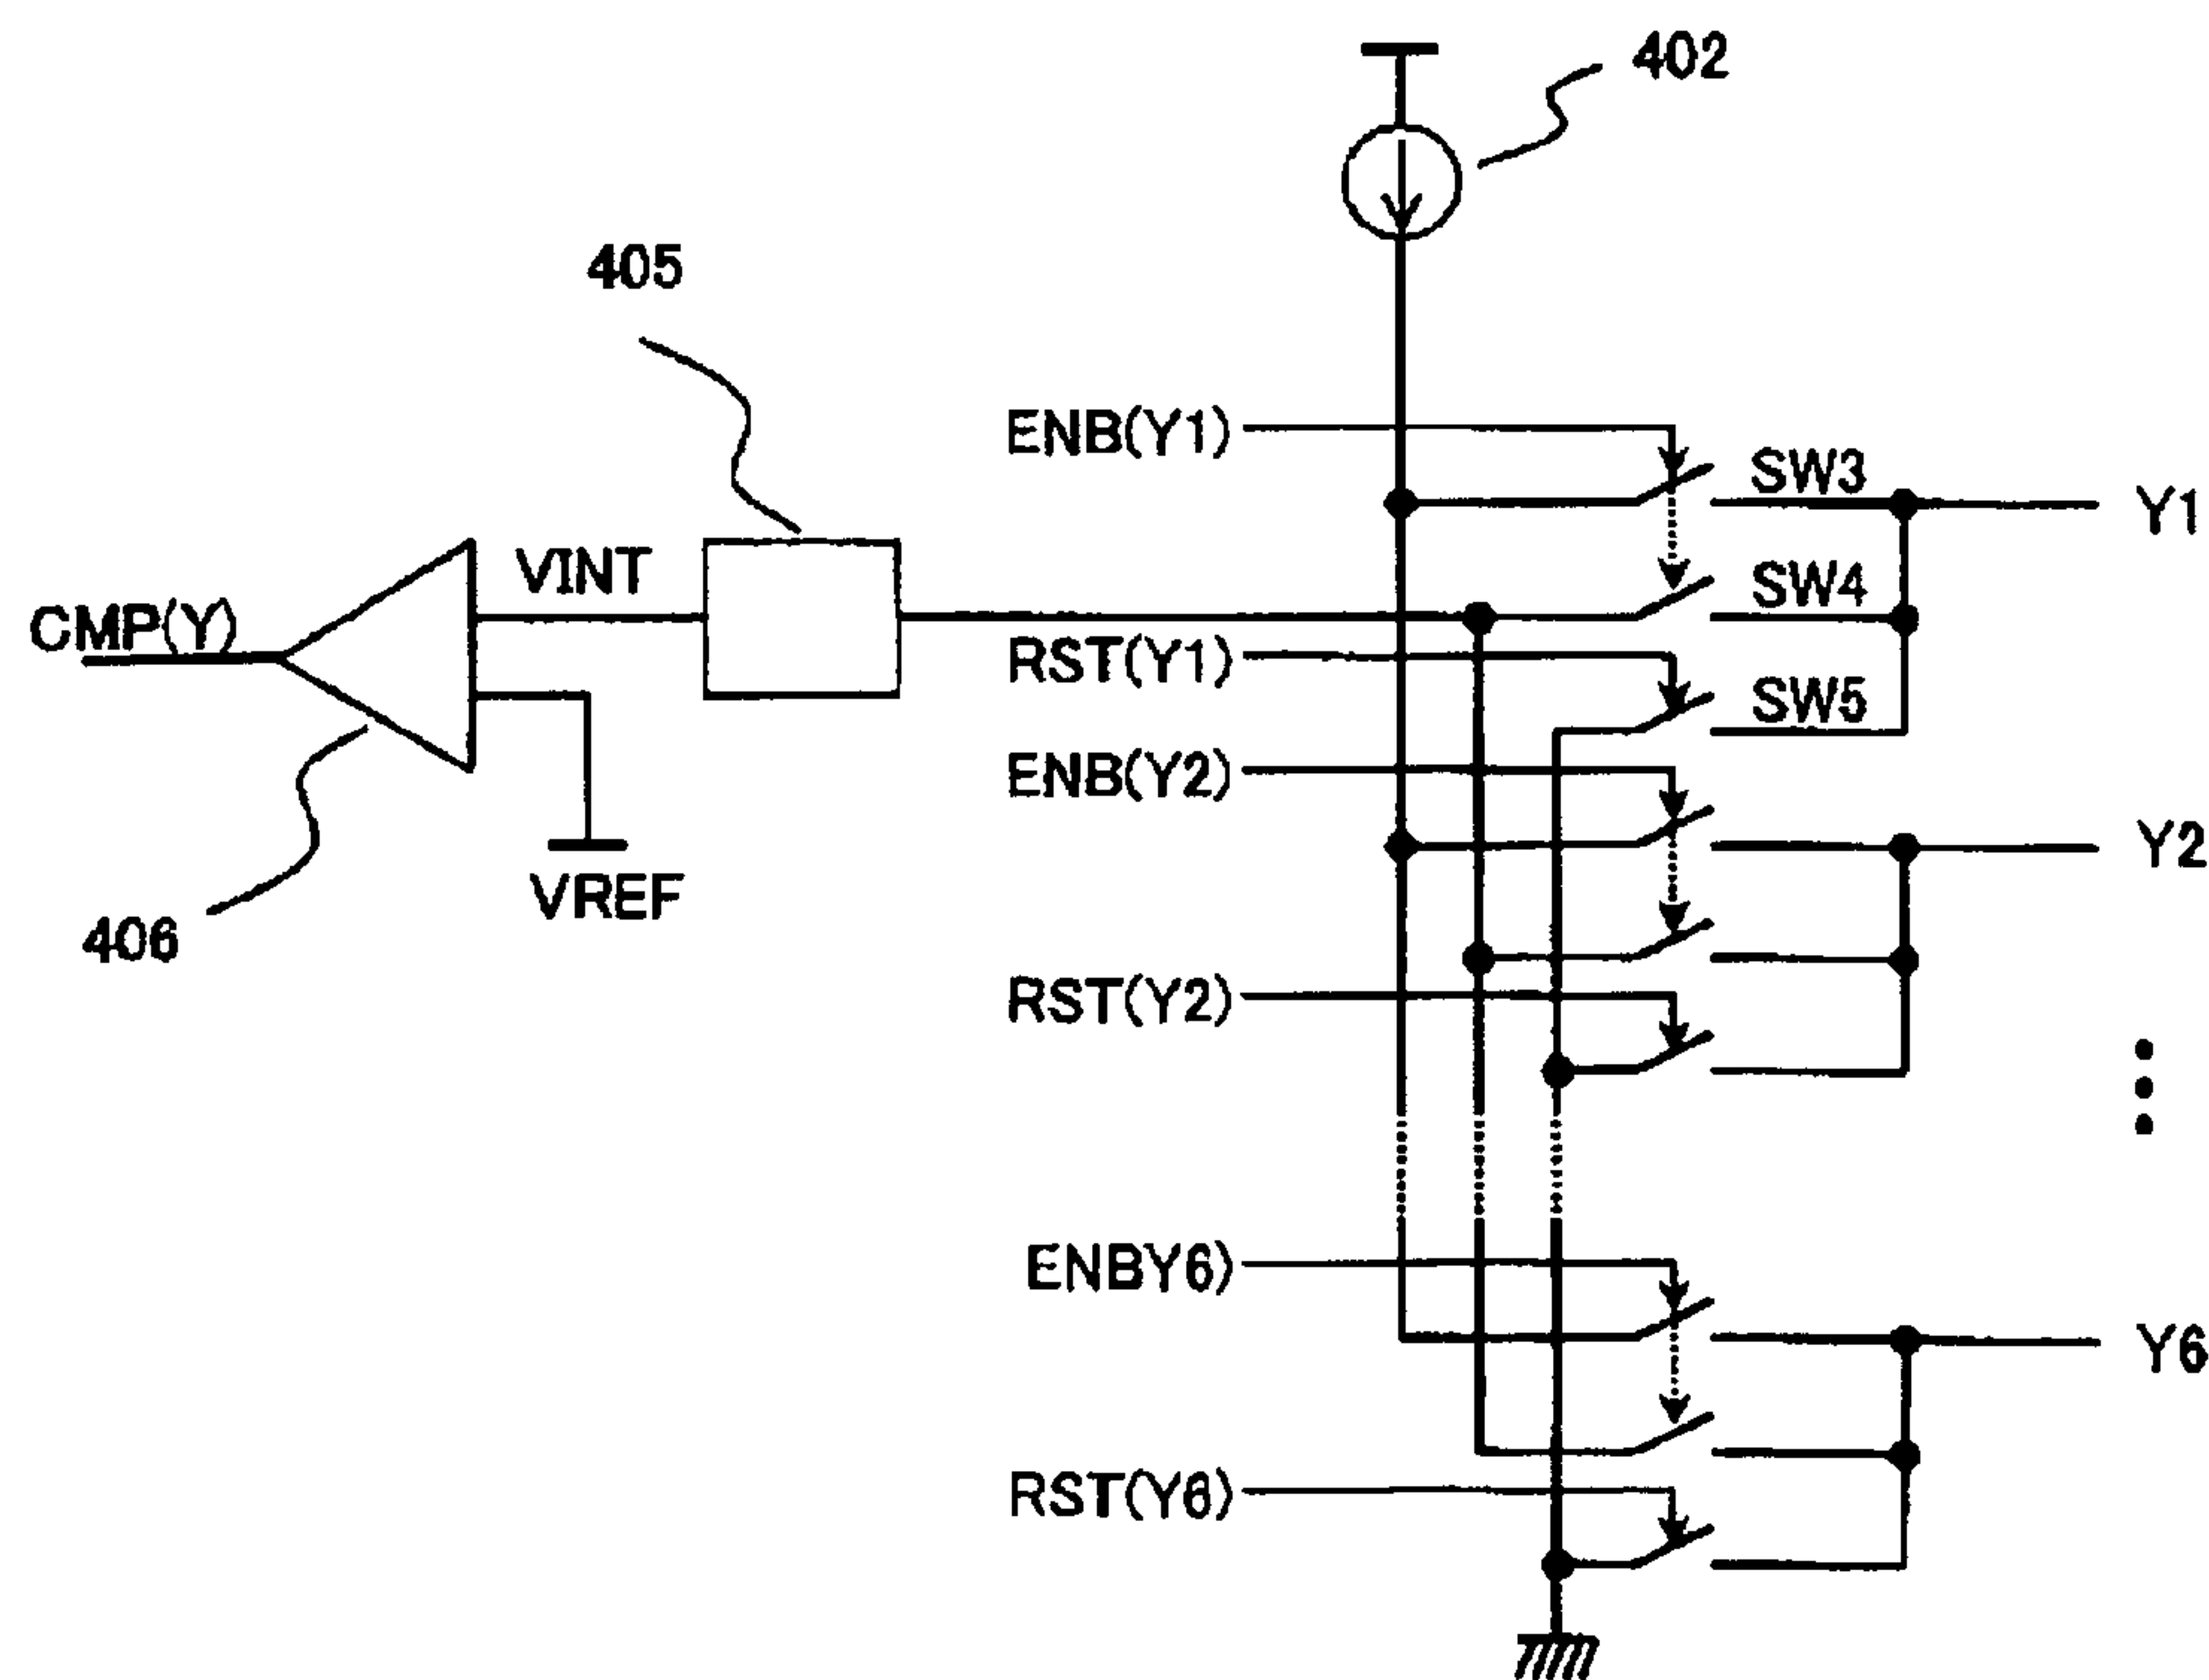 402
405
ENB(Y1)
SW3
Y1
VINT
SW4
CMP(Y)
RST(Y1)
SW5
ENB(Y2)
Y2
VREF
406
RST(Y2)
ENBY6)
Y6
RST(Y6)